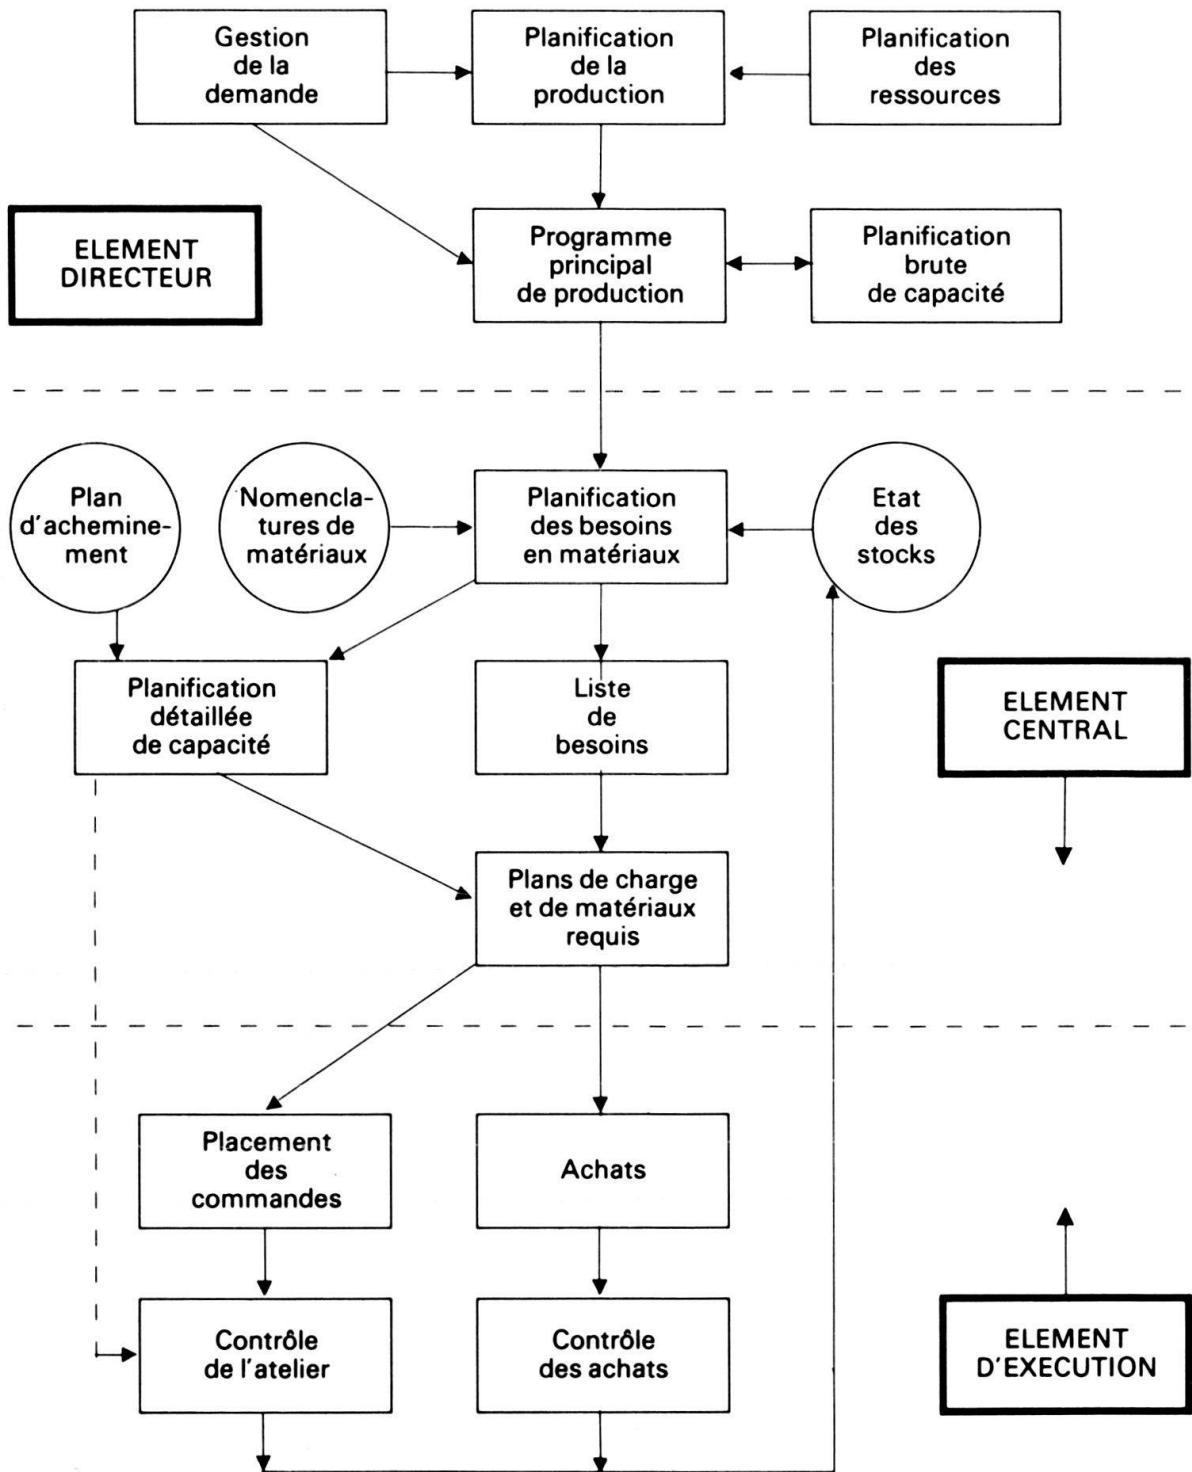 Gestion
de la
demande
Planification
de la
production
Planification
des
ressources
ELEMENT
DIRECTEUR
Programme
principal
de production
Planification
brute
de capacité
Plan
d'achemine-
ment
Nomencla-
tures de
matériaux
Planification
des besoins
en matériaux
Etat
des
stocks
Planification
détaillée
de capacité
Liste
de
besoins
ELEMENT
CENTRAL
Plans de charge
et de matériaux
requis
Placement
des
commandes
Achats
Contrôle
de l'atelier
Contrôle
des achats
ELEMENT
D'EXECUTION